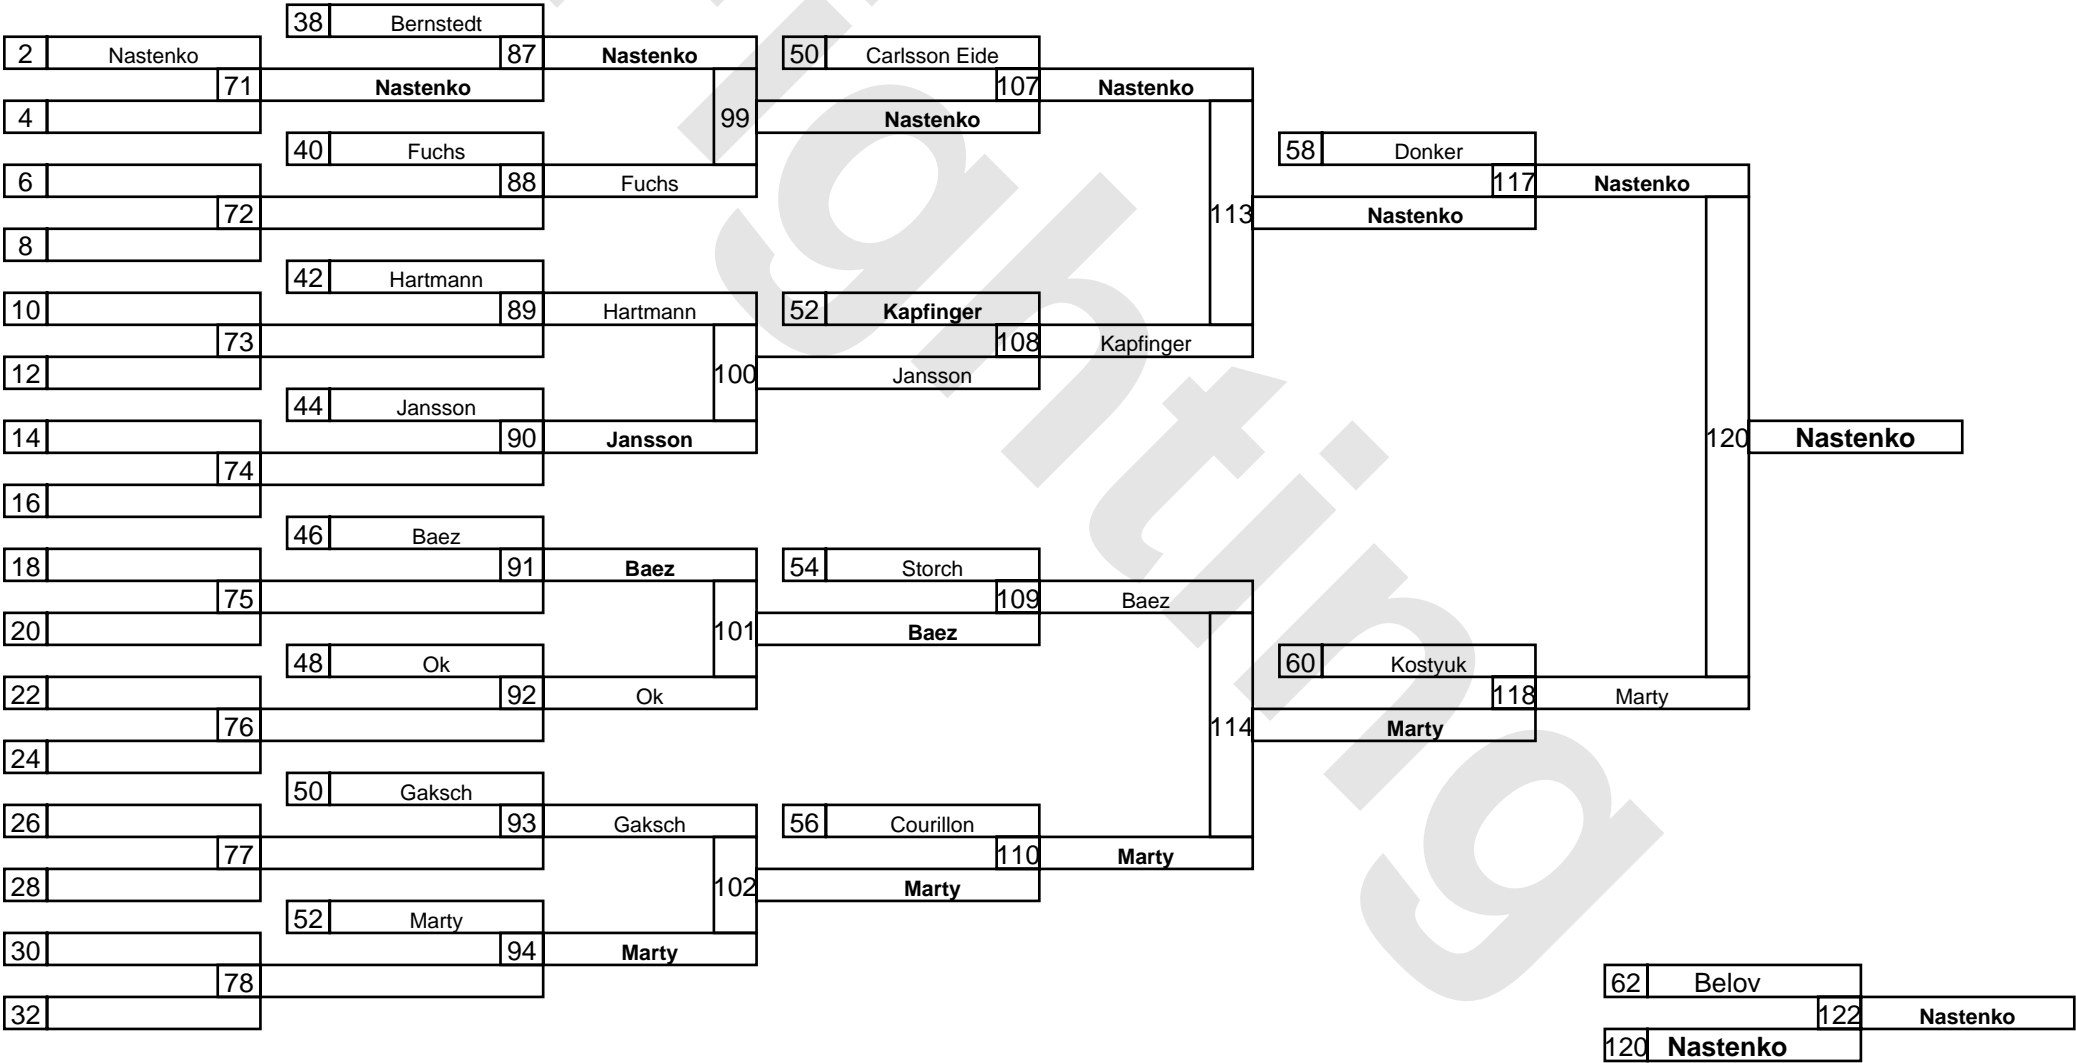 38 Bernstedt
2 Nastenko 87 Nastenko 50 Carlsson Eide
71 Nastenko 107 Nastenko
4 99 Nastenko
40 Fuchs 58 Donker
6 88 Fuchs 117 Nastenko
72 113 Nastenko
8
42 Hartmann
10 89 Hartmann 52 Kapfinger
73 108 Kapfinger
12 100 Jansson
44 Jansson
14 90 Jansson 120 Nastenko
74
16
46 Baez
18 91 Baez 54 Storch
75 109 Baez
20 101 Baez
48 Ok 60 Kostyuk
22 92 Ok 118 Marty
76 114 Marty
24
50 Gaksch
26 93 Gaksch 56 Courillon
77 110 Marty
28 102 Marty
52 Marty
30 94 Marty
78 62 Belov
32 122 Nastenko
120 Nastenko
ghting